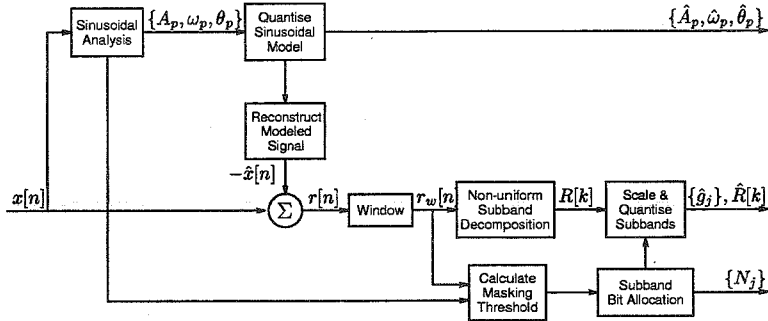 Sinusoidal
Analysis
{A_p, ω_p, θ_p}
Quantise
Sinusoidal
Model
{Â_p, ω̂_p, θ̂_p}
Reconstruct
Modeled
Signal
−x̂[n]
x[n]
Σ
r[n]
Window
r_w[n
Non-uniform
Subband
Decomposition
R[k]
Scale &
Quantise
Subbands
{ĝ_j}, R̂[k]
Calculate
Masking
Threshold
Subband
Bit Allocation
{N_j}